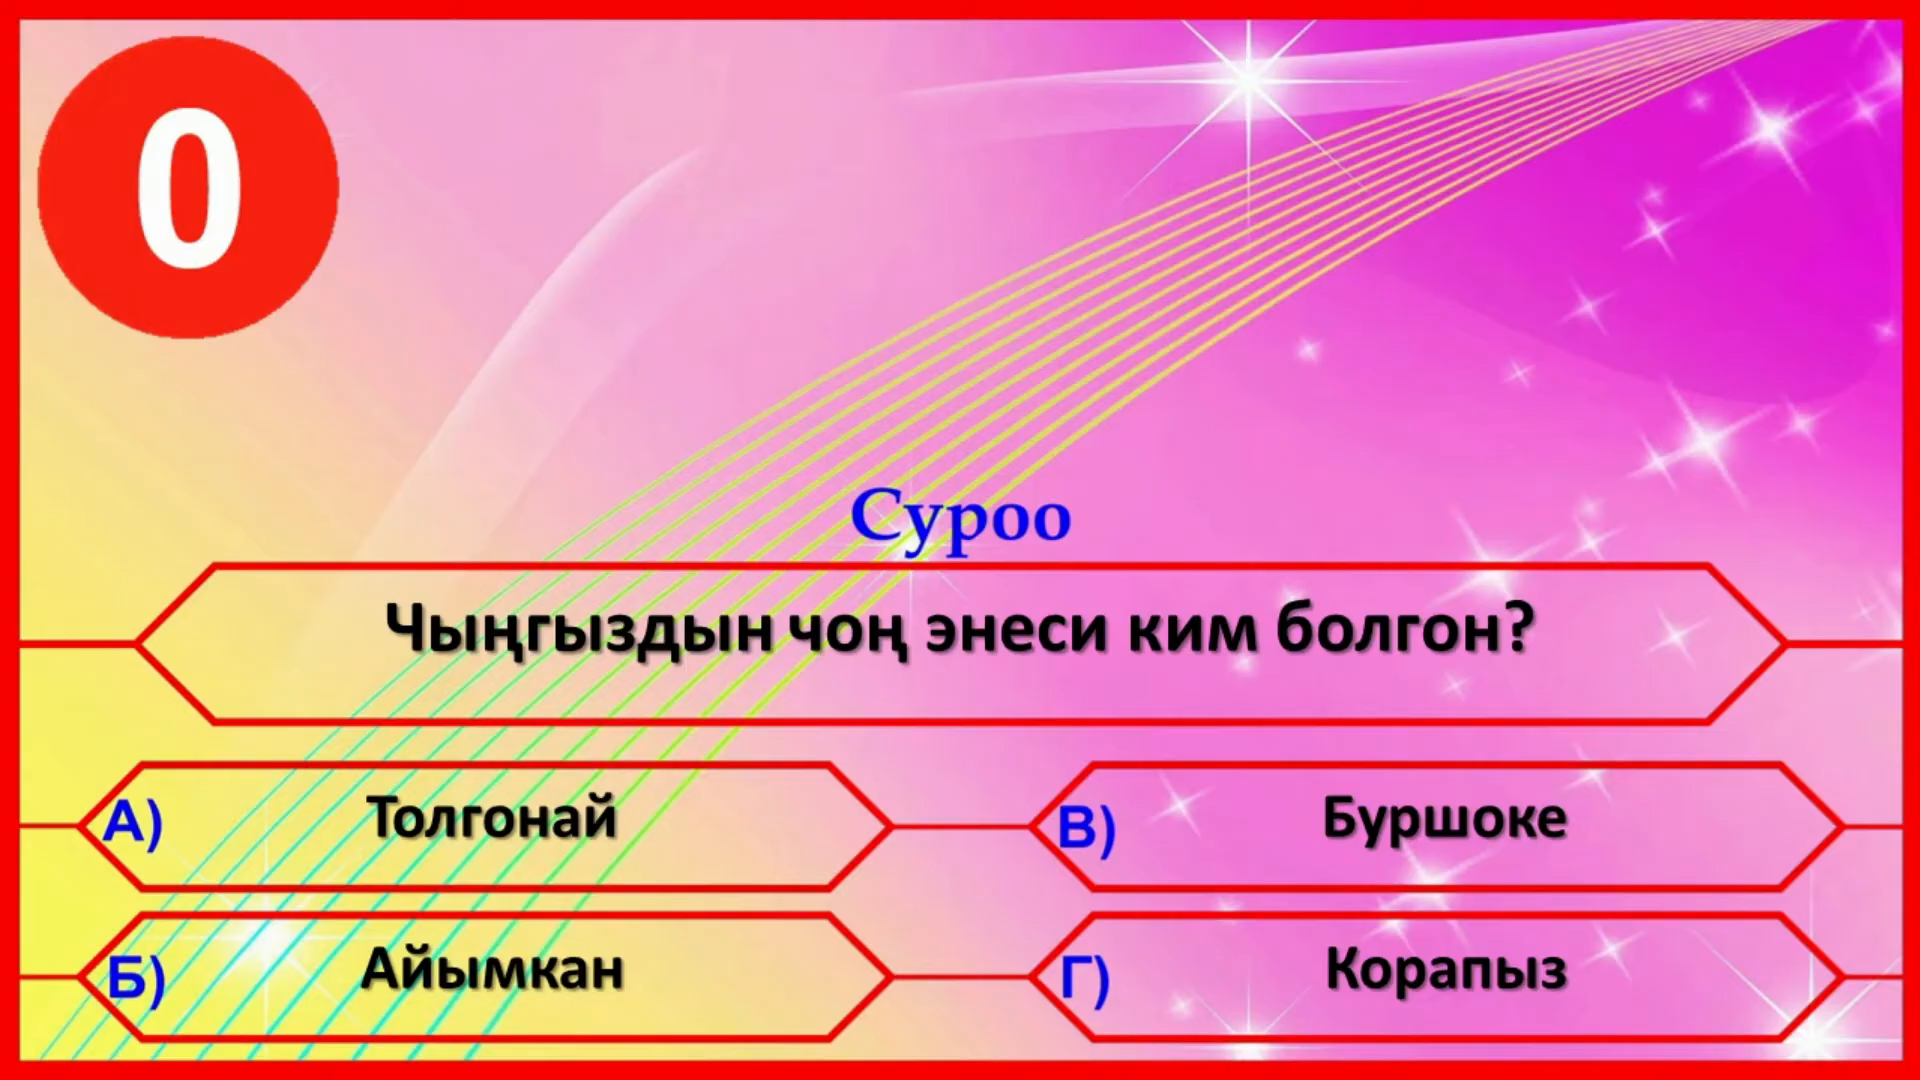 0
Суроо
Чыңгыздын чоң энеси ким болгон?
А) Толгонай
В) Буршоке
Б) Айымкан
Г) Корапыз